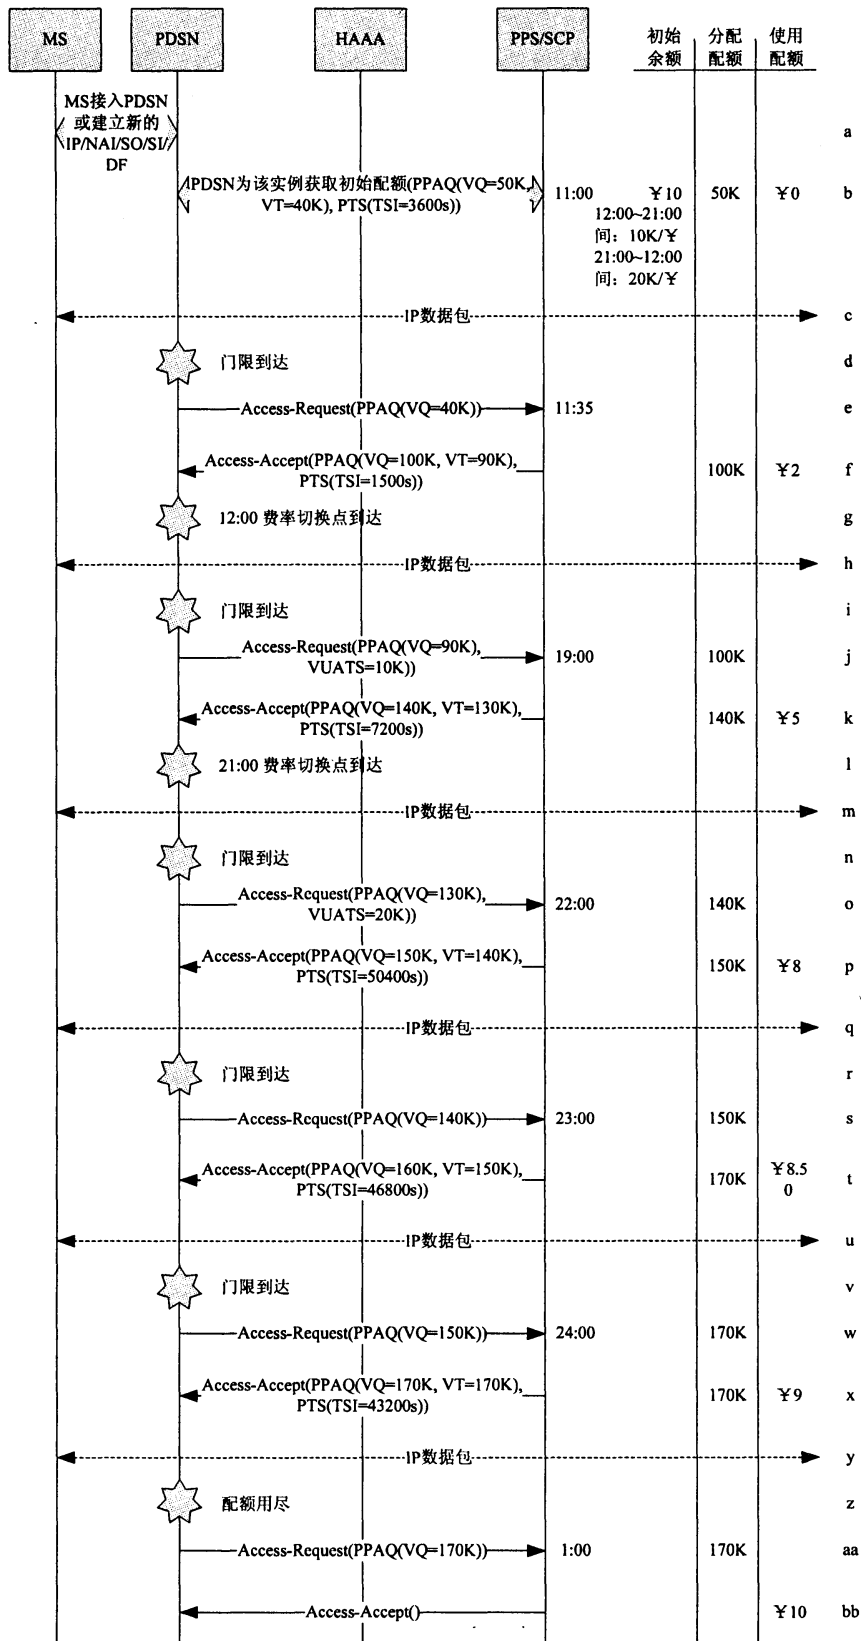 MS PDSN HAAA PPS/SCP 初始 分配 使用
余额 配额 配额
MS接入PDSN
或建立新的
IP/NAI/SO/SI/
DF
a
PDSN为该实例获取初始配额(PPAQ(VQ=50K,
VT=40K), PTS(TSI=3600s))
11:00 ¥10 50K ¥0 b
12:00~21:00
间：10K/¥
21:00~12:00
间：20K/¥
IP数据包 c
门限到达 d
Access-Request(PPAQ(VQ=40K)) 11:35 e
Access-Accept(PPAQ(VQ=100K, VT=90K),
PTS(TSI=1500s))
100K ¥2 f
12:00 费率切换点到达 g
IP数据包 h
门限到达 i
Access-Request(PPAQ(VQ=90K),
VUATS=10K))
19:00 100K j
Access-Accept(PPAQ(VQ=140K, VT=130K),
PTS(TSI=7200s))
140K ¥5 k
21:00 费率切换点到达 l
IP数据包 m
门限到达 n
Access-Request(PPAQ(VQ=130K),
VUATS=20K))
22:00 140K o
Access-Accept(PPAQ(VQ=150K, VT=140K),
PTS(TSI=50400s))
150K ¥8 p
IP数据包 q
门限到达 r
Access-Request(PPAQ(VQ=140K)) 23:00 150K s
Access-Accept(PPAQ(VQ=160K, VT=150K),
PTS(TSI=46800s))
170K ¥8.5
0
t
IP数据包 u
门限到达 v
Access-Request(PPAQ(VQ=150K)) 24:00 170K w
Access-Accept(PPAQ(VQ=170K, VT=170K),
PTS(TSI=43200s))
170K ¥9 x
IP数据包 y
配额用尽 z
Access-Request(PPAQ(VQ=170K)) 1:00 170K aa
Access-Accept() ¥10 bb